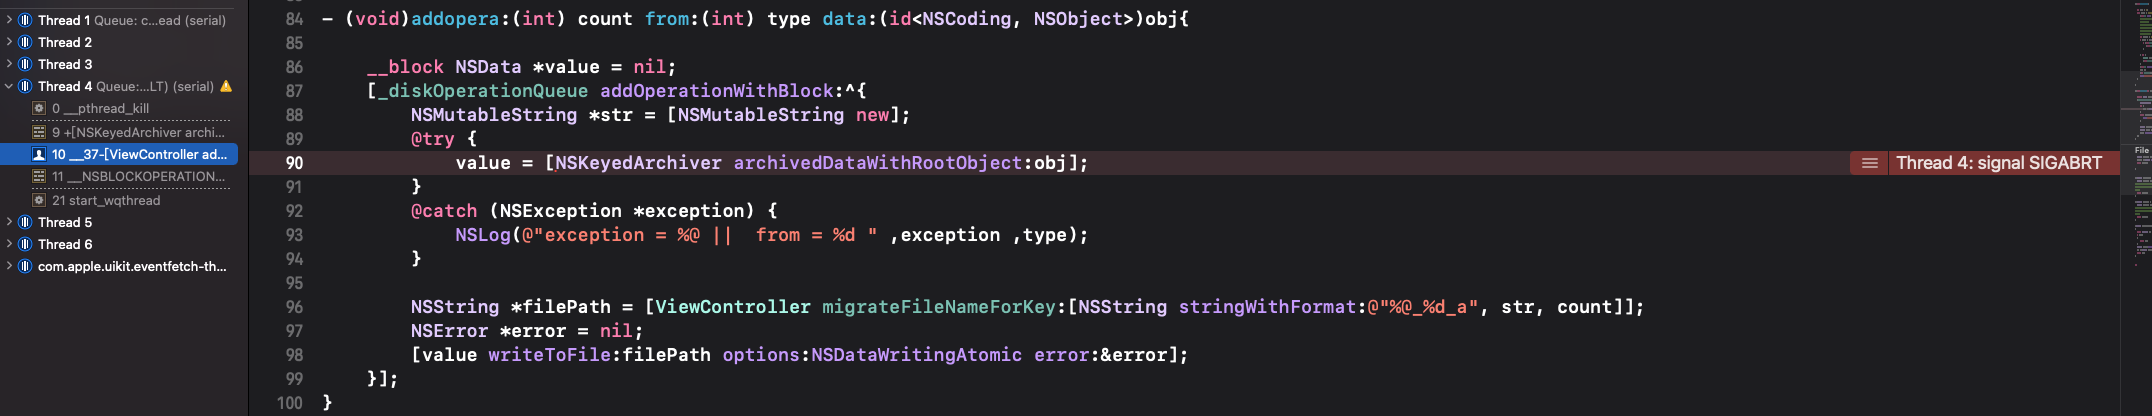 Thread 1 Queue: c...ead (serial)
Thread 2
Thread 3
Thread 4 Queue:...LT) (serial)
0 __pthread_kill
9 +[NSKeyedArchiver archi...
10 __37-[ViewController ad...
11 __NSBLOCKOPERATION...
21 start_wqthread
Thread 5
Thread 6
com.apple.uikit.eventfetch-th...
84 - (void)addopera:(int) count from:(int) type data:(id<NSCoding, NSObject>)obj{
85
86 __block NSData *value = nil;
87 [_diskOperationQueue addOperationWithBlock:^{
88 NSMutableString *str = [NSMutableString new];
89 @try {
90 value = [NSKeyedArchiver archivedDataWithRootObject:obj]; Thread 4: signal SIGABRT
91 }
92 @catch (NSException *exception) {
93 NSLog(@"exception = %@ ||  from = %d " ,exception ,type);
94 }
95
96 NSString *filePath = [ViewController migrateFileNameForKey:[NSString stringWithFormat:@"%@_%d_a", str, count]];
97 NSError *error = nil;
98 [value writeToFile:filePath options:NSDataWritingAtomic error:&error];
99 }];
100 }
File